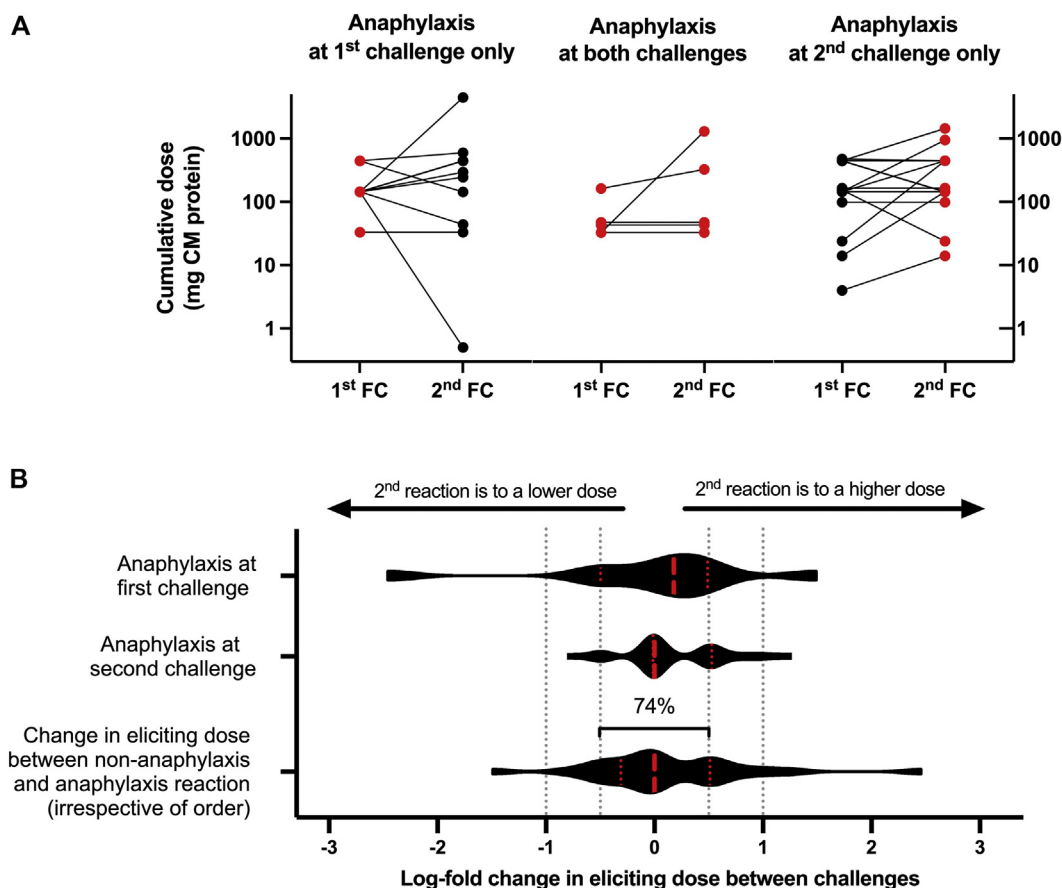 A
Anaphylaxis
at 1st challenge only
Anaphylaxis
at both challenges
Anaphylaxis
at 2nd challenge only
Cumulative dose
(mg CM protein)
1000
100
10
1
1000
100
10
1
1st FC
2nd FC
1st FC
2nd FC
1st FC
2nd FC
B
2nd reaction is to a lower dose
2nd reaction is to a higher dose
Anaphylaxis at
first challenge
Anaphylaxis at
second challenge
74%
Change in eliciting dose
between non-anaphylaxis
and anaphylaxis reaction
(irrespective of order)
-3 -2 -1 0 1 2 3
Log-fold change in eliciting dose between challenges